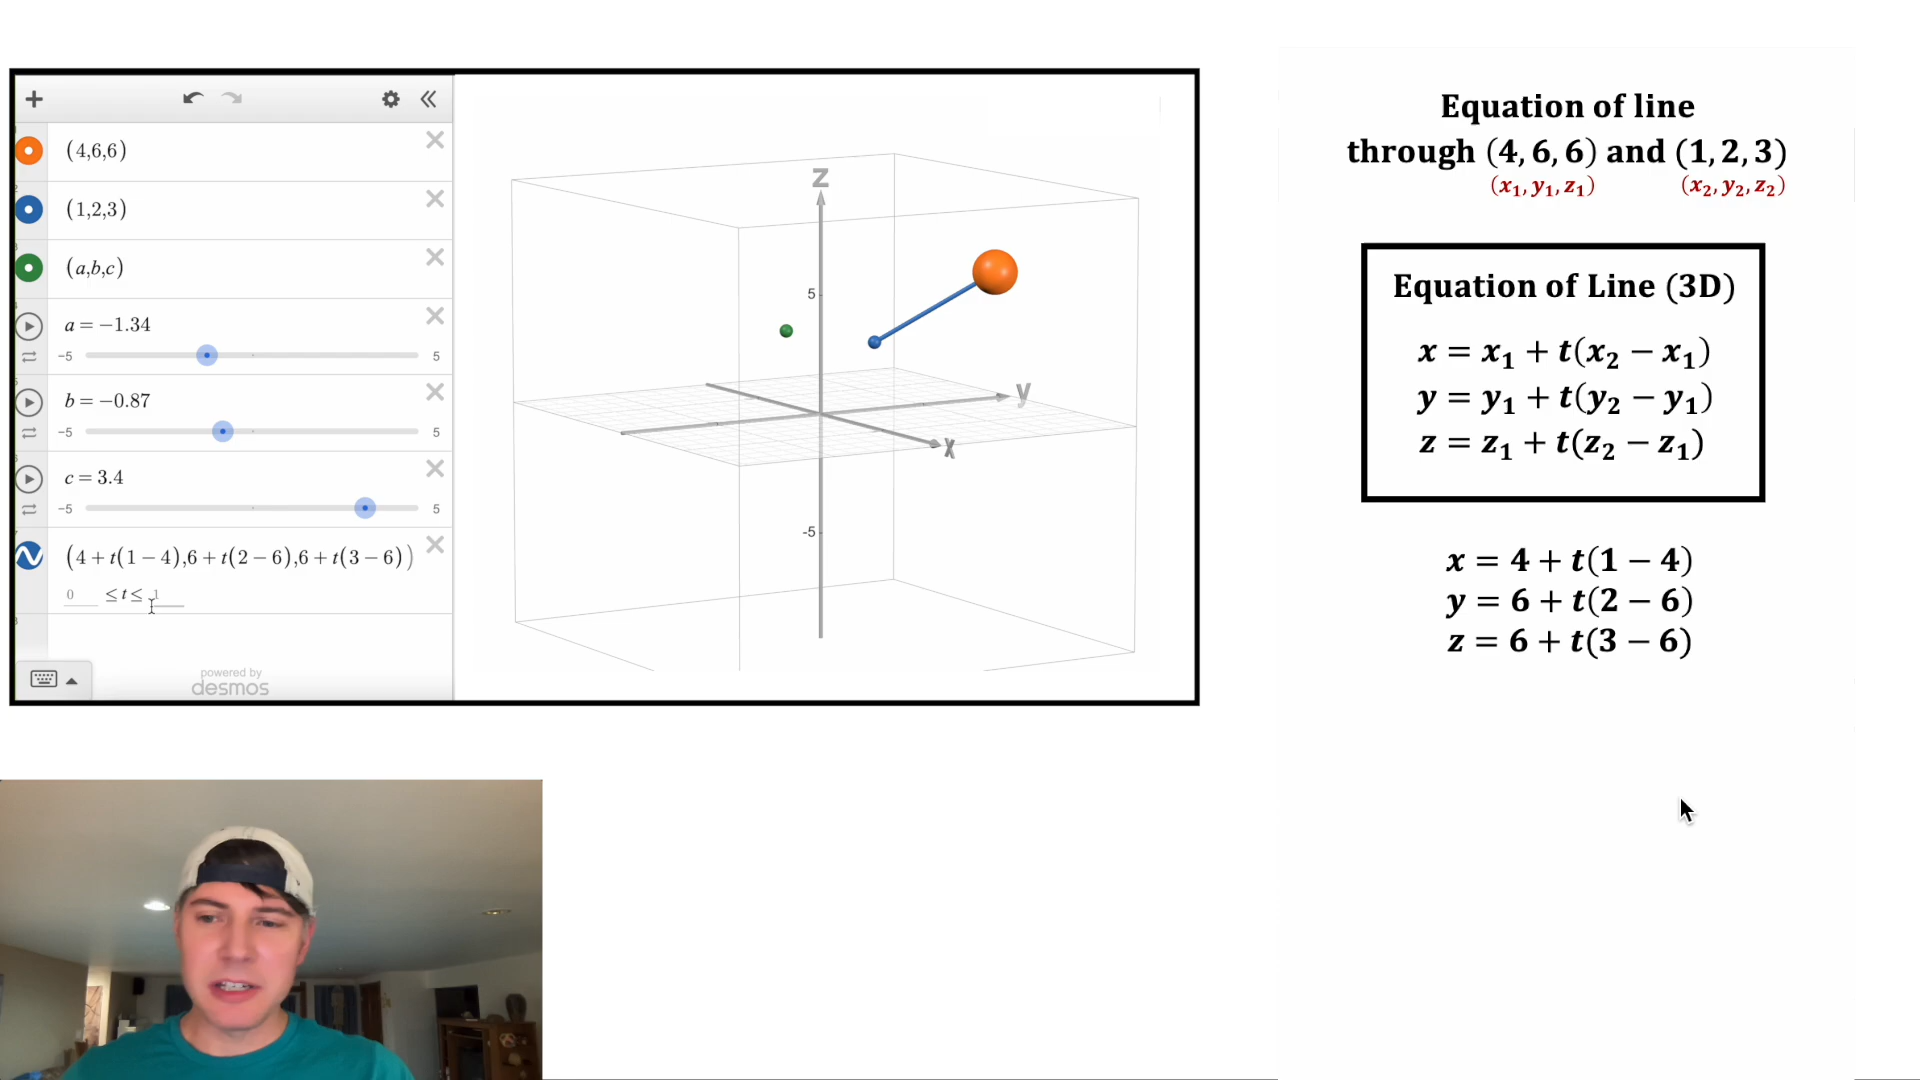 (4,6,6)
(1,2,3)
(a,b,c)
a = −1.34
-5 5
b = −0.87
-5 5
c = 3.4
-5 5
(4 + t(1 − 4),6 + t(2 − 6),6 + t(3 − 6))
0 ≤ t ≤ 1
powered by
desmos
z
5
y
x
-5
Equation of line
through (4, 6, 6) and (1, 2, 3)
(x₁, y₁, z₁) (x₂, y₂, z₂)
Equation of Line (3D)
x = x₁ + t(x₂ − x₁)
y = y₁ + t(y₂ − y₁)
z = z₁ + t(z₂ − z₁)
x = 4 + t(1 − 4)
y = 6 + t(2 − 6)
z = 6 + t(3 − 6)